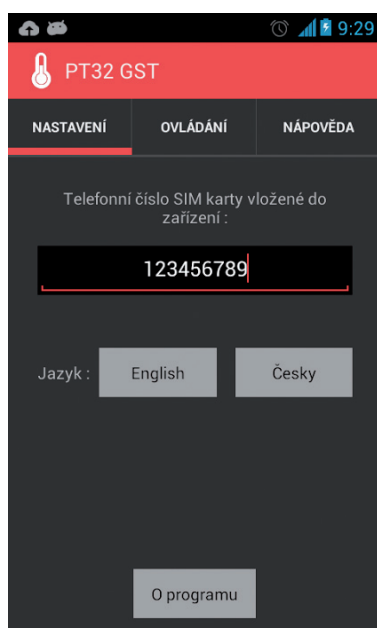 9:29
PT32 GST
NASTAVENÍ OVLÁDÁNÍ NÁPOVĚDA
Telefonní číslo SIM karty vložené do
zařízení :
123456789
Jazyk : English Česky
O programu